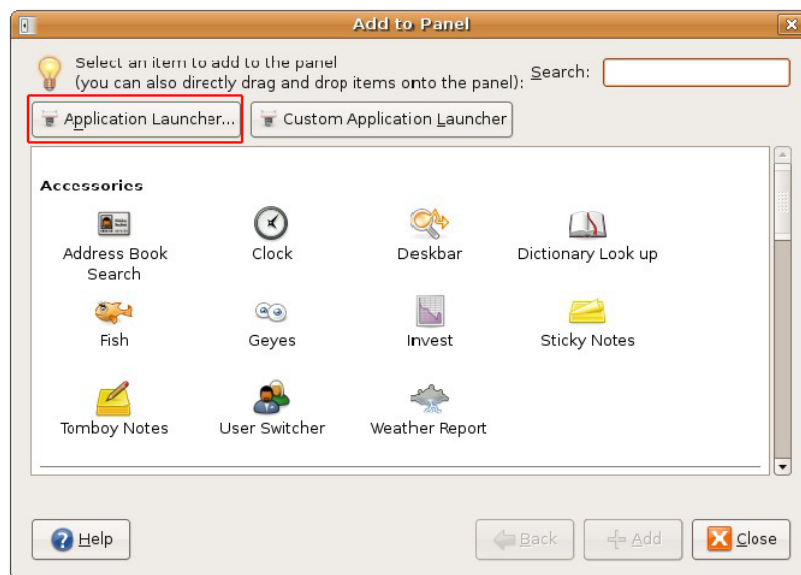 Add to Panel
Select an item to add to the panel
(you can also directly drag and drop items onto the panel):
Search:
Application Launcher...
Custom Application Launcher
Accessories
Address Book
Search
Clock
Deskbar
Dictionary Look up
Fish
Geyes
Invest
Sticky Notes
Tomboy Notes
User Switcher
Weather Report
Help
Back
Add
Close